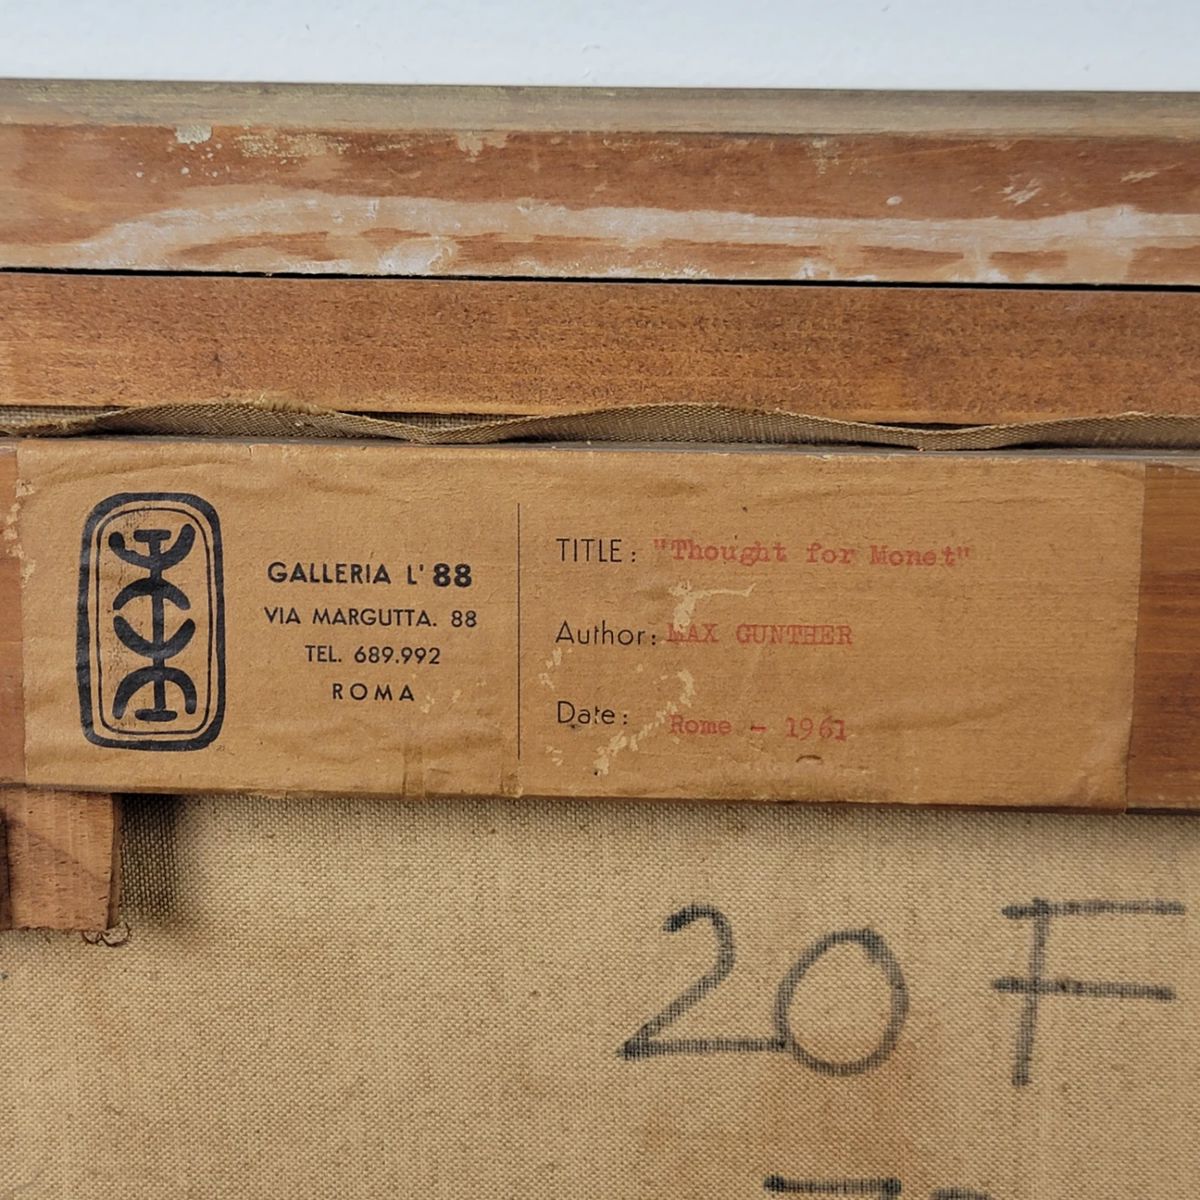 GALLERIA L' 88
VIA MARGUTTA. 88
TEL. 689.992
ROMA
TITLE: "Thought for Monet"
Author: MAX GUNTHER
Date: Rome - 1961
20 F